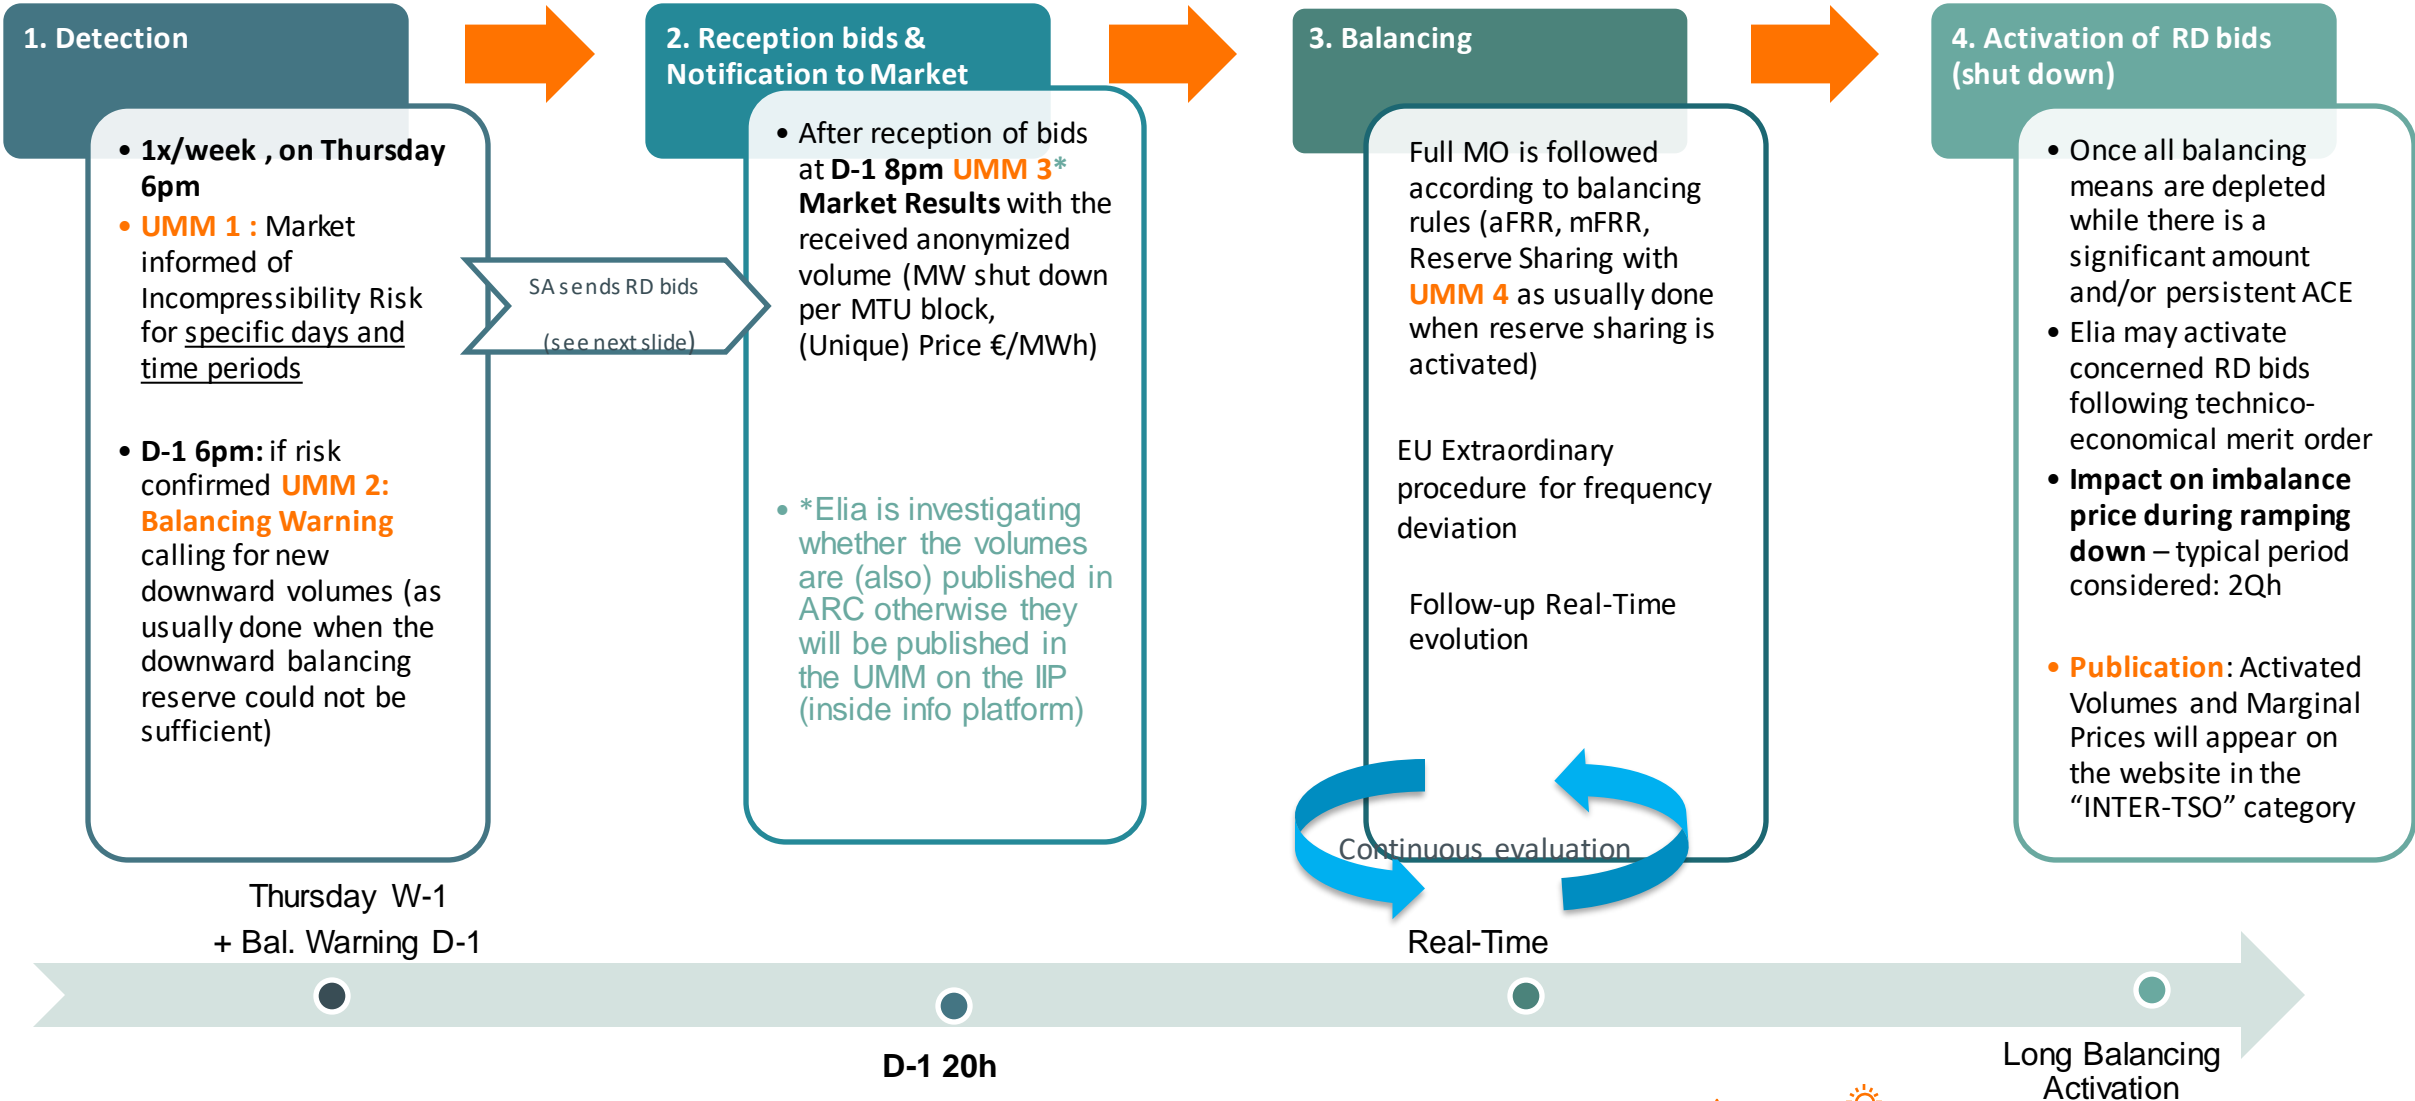 1. Detection
• 1x/week , on Thursday
6pm
• UMM 1 : Market
informed of
Incompressibility Risk
for specific days and
time periods
• D-1 6pm: if risk
confirmed UMM 2:
Balancing Warning
calling for new
downward volumes (as
usually done when the
downward balancing
reserve could not be
sufficient)
SA sends RD bids
(see next slide)
2. Reception bids &
Notification to Market
• After reception of bids
at D-1 8pm UMM 3*
Market Results with the
received anonymized
volume (MW shut down
per MTU block,
(Unique) Price €/MWh)
• *Elia is investigating
whether the volumes
are (also) published in
ARC otherwise they
will be published in
the UMM on the IIP
(inside info platform)
3. Balancing
Full MO is followed
according to balancing
rules (aFRR, mFRR,
Reserve Sharing with
UMM 4 as usually done
when reserve sharing is
activated)
EU Extraordinary
procedure for frequency
deviation
Follow-up Real-Time
evolution
Continuous evaluation
4. Activation of RD bids
(shut down)
• Once all balancing
means are depleted
while there is a
significant amount
and/or persistent ACE
• Elia may activate
concerned RD bids
following technico-
economical merit order
• Impact on imbalance
price during ramping
down – typical period
considered: 2Qh
• Publication: Activated
Volumes and Marginal
Prices will appear on
the website in the
“INTER-TSO” category
Thursday W-1
+ Bal. Warning D-1
D-1 20h
Real-Time
Long Balancing
Activation